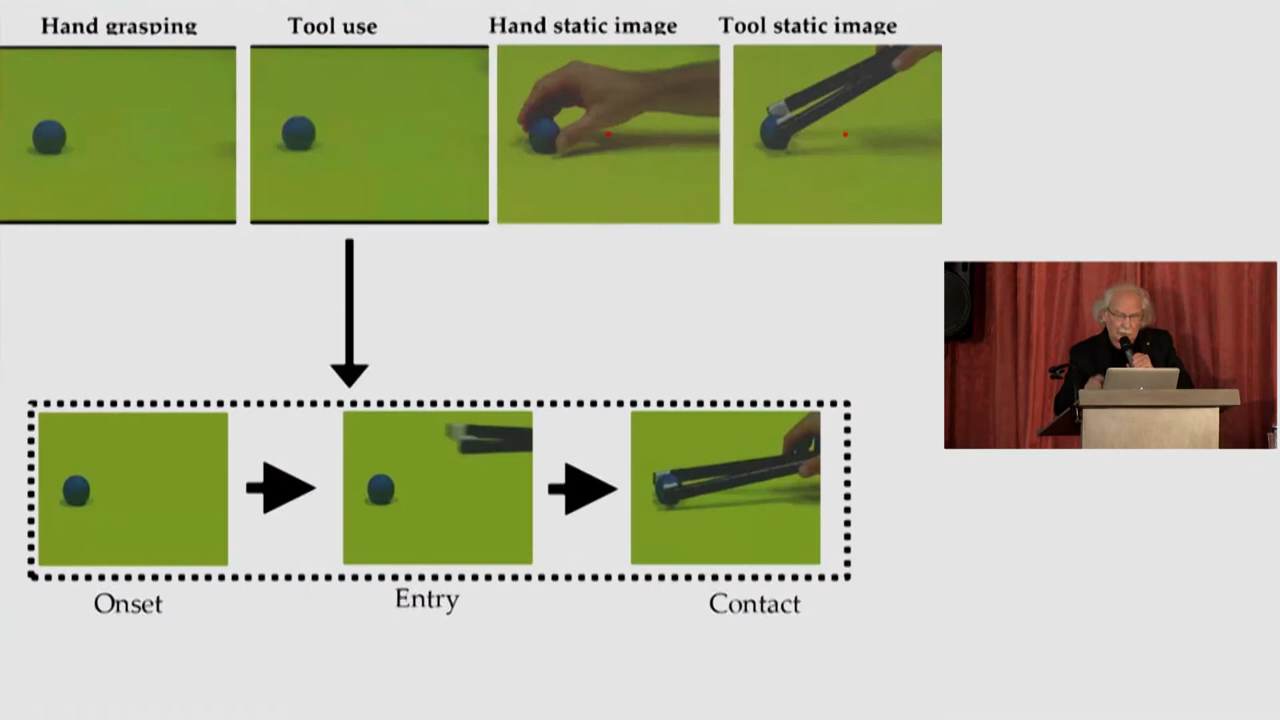 Hand grasping
Tool use
Hand static image
Tool static image
Onset
Entry
Contact